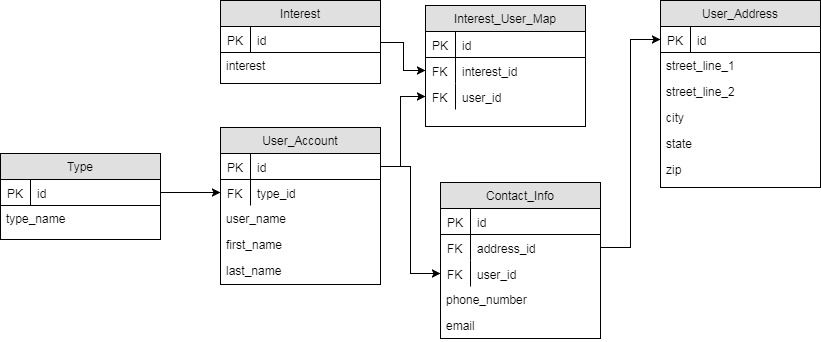 Interest
PK id
interest
Interest_User_Map
PK id
FK interest_id
FK user_id
User_Address
PK id
street_line_1
street_line_2
city
state
zip
Type
PK id
type_name
User_Account
PK id
FK type_id
user_name
first_name
last_name
Contact_Info
PK id
FK address_id
FK user_id
phone_number
email